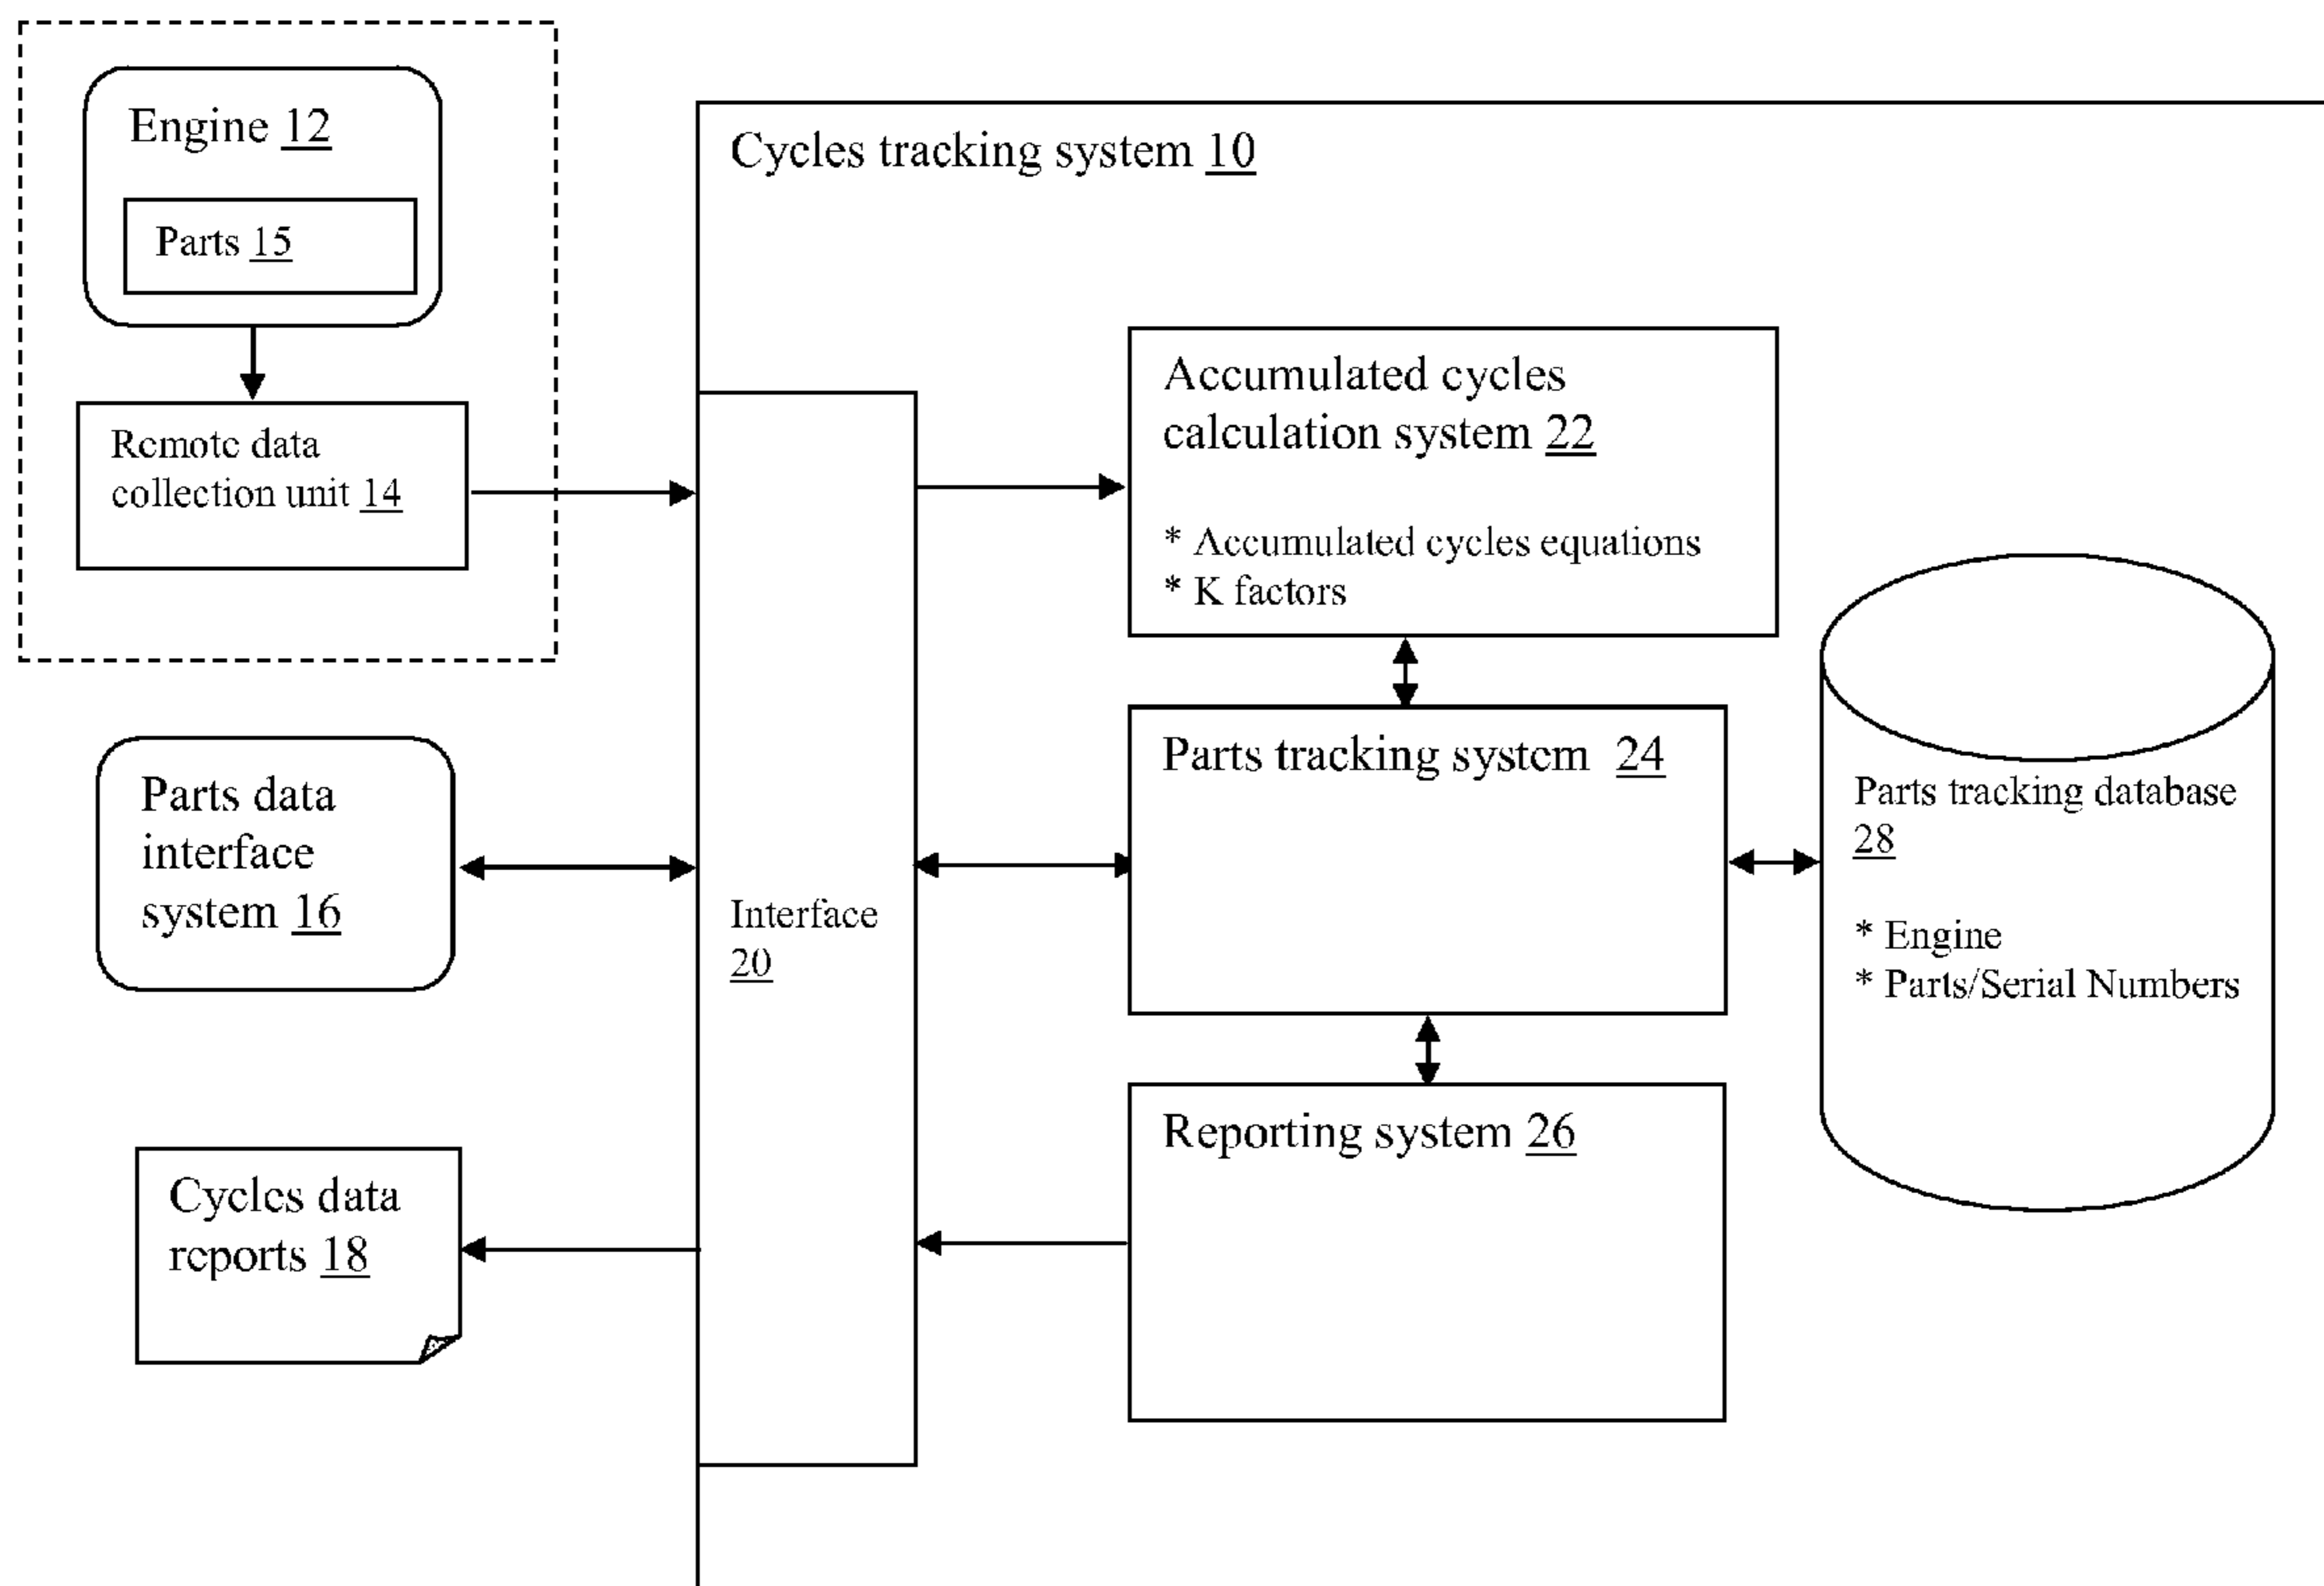 Engine 12
Parts 15
Remote data
collection unit 14
Parts data
interface
system 16
Cycles data
reports 18
Cycles tracking system 10
Interface
20
Accumulated cycles
calculation system 22
* Accumulated cycles equations
* K factors
Parts tracking system 24
Reporting system 26
Parts tracking database
28
* Engine
* Parts/Serial Numbers